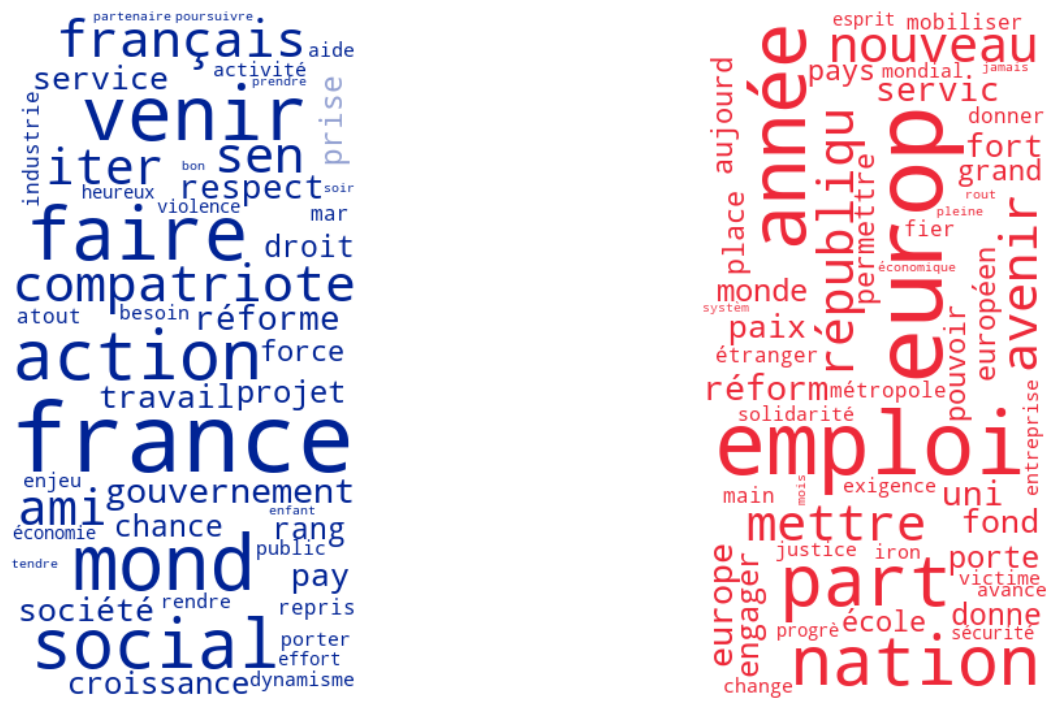 partenaire poursuivre
français aide
service activité
prendre
industrie venir prise
iter bon sen
heureux respect soir
violence mar
faire droit
compatriote
atout besoin réforme
action force
travail projet
france
enjeu
ami gouvernement
économie chance enfant rang
tendre mond public
pay
société rendre repris
social porter
effort
croissance dynamisme
esprit mobiliser
année nouveau
aujourd pays mondial jamais
servic
républiqu europ donner
fort
permettre grand
place rout
pleine
fier avenir
économique
monde européen
systèm
paix pouvoir
étranger
réform métropole
solidarité entreprise
emploi
main mois exigence uni
mettre fond
justice iron porte
europe engager part victime
avance
donne
progrè école sécurité
nation
change